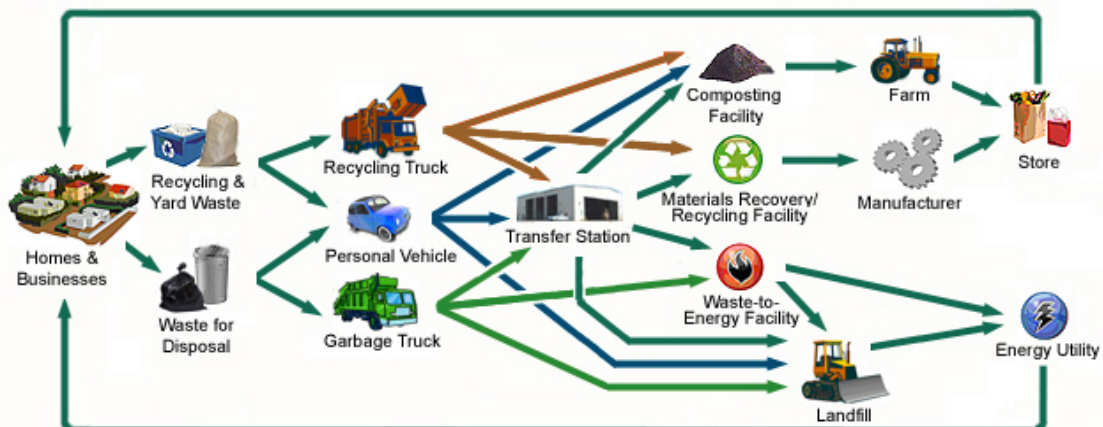 Composting
Facility
Farm
Recycling &
Yard Waste
Recycling Truck
Store
Materials Recovery/
Recycling Facility
Manufacturer
Homes &
Businesses
Personal Vehicle
Transfer Station
Waste for
Disposal
Garbage Truck
Waste-to-
Energy Facility
Energy Utility
Landfill